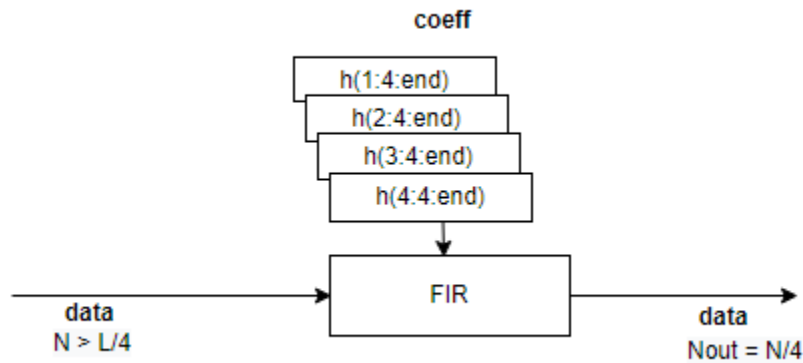 coeff
h(1:4:end)
h(2:4:end)
h(3:4:end)
h(4:4:end)
FIR
data
N > L/4
data
Nout = N/4